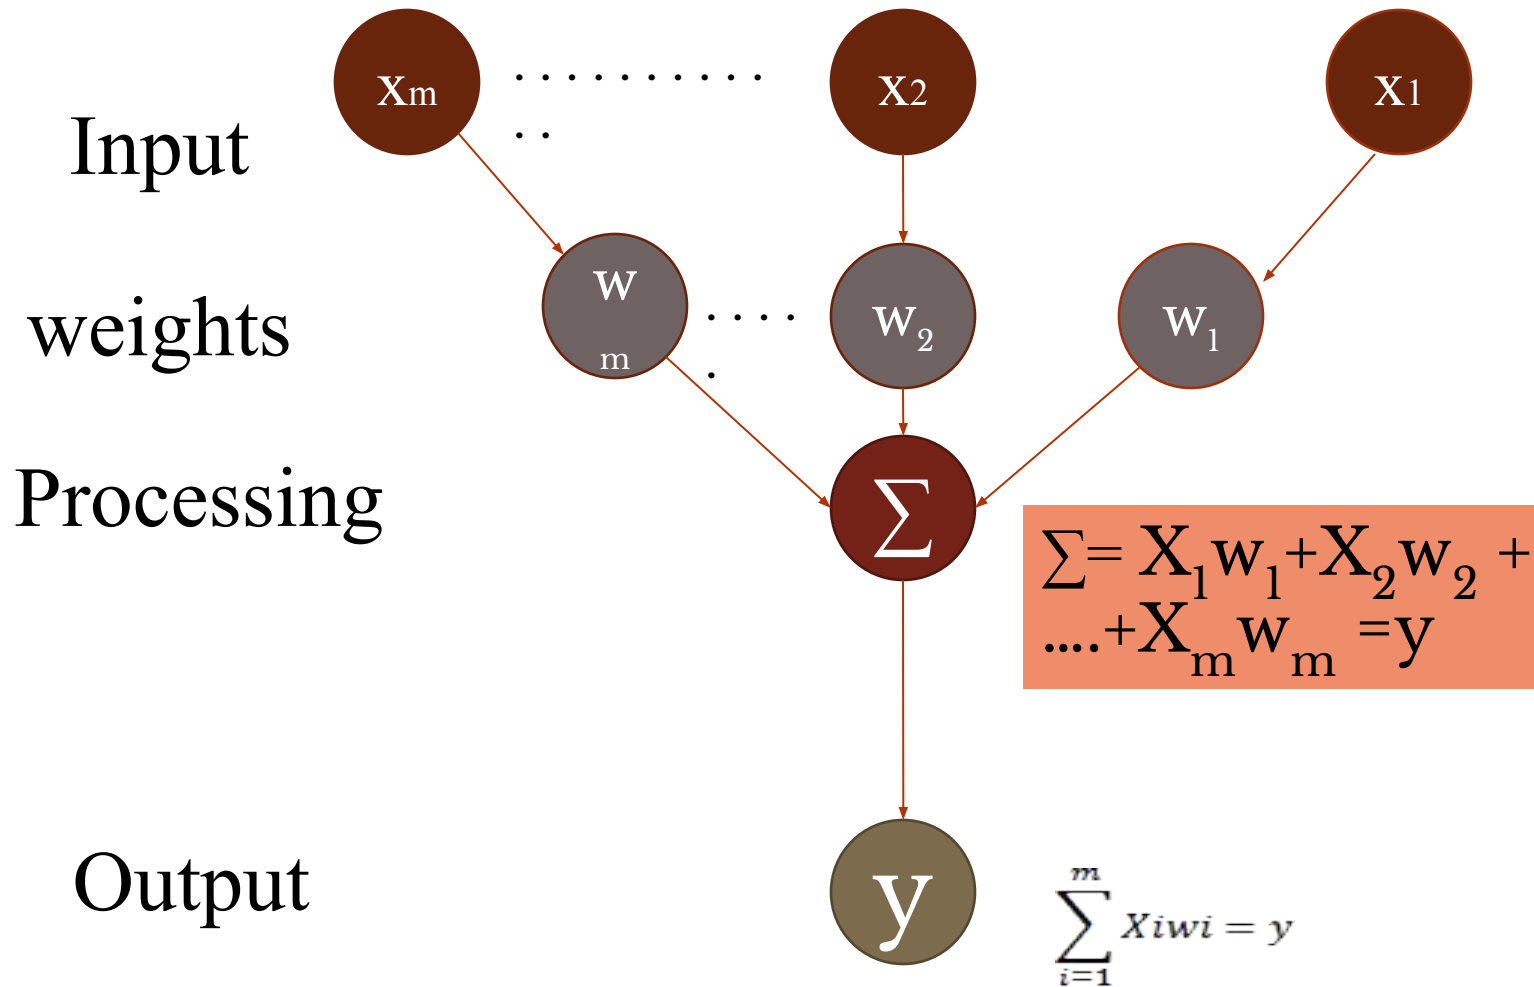 xm . . . . . . . . . . x2 x1
. .
Input
w
m
. . . .
.
w2 w1
weights
Processing
∑
∑= X1w1+X2w2 +
....+Xmwm =y
Output
y
m
∑ Xiwi = y
i=1